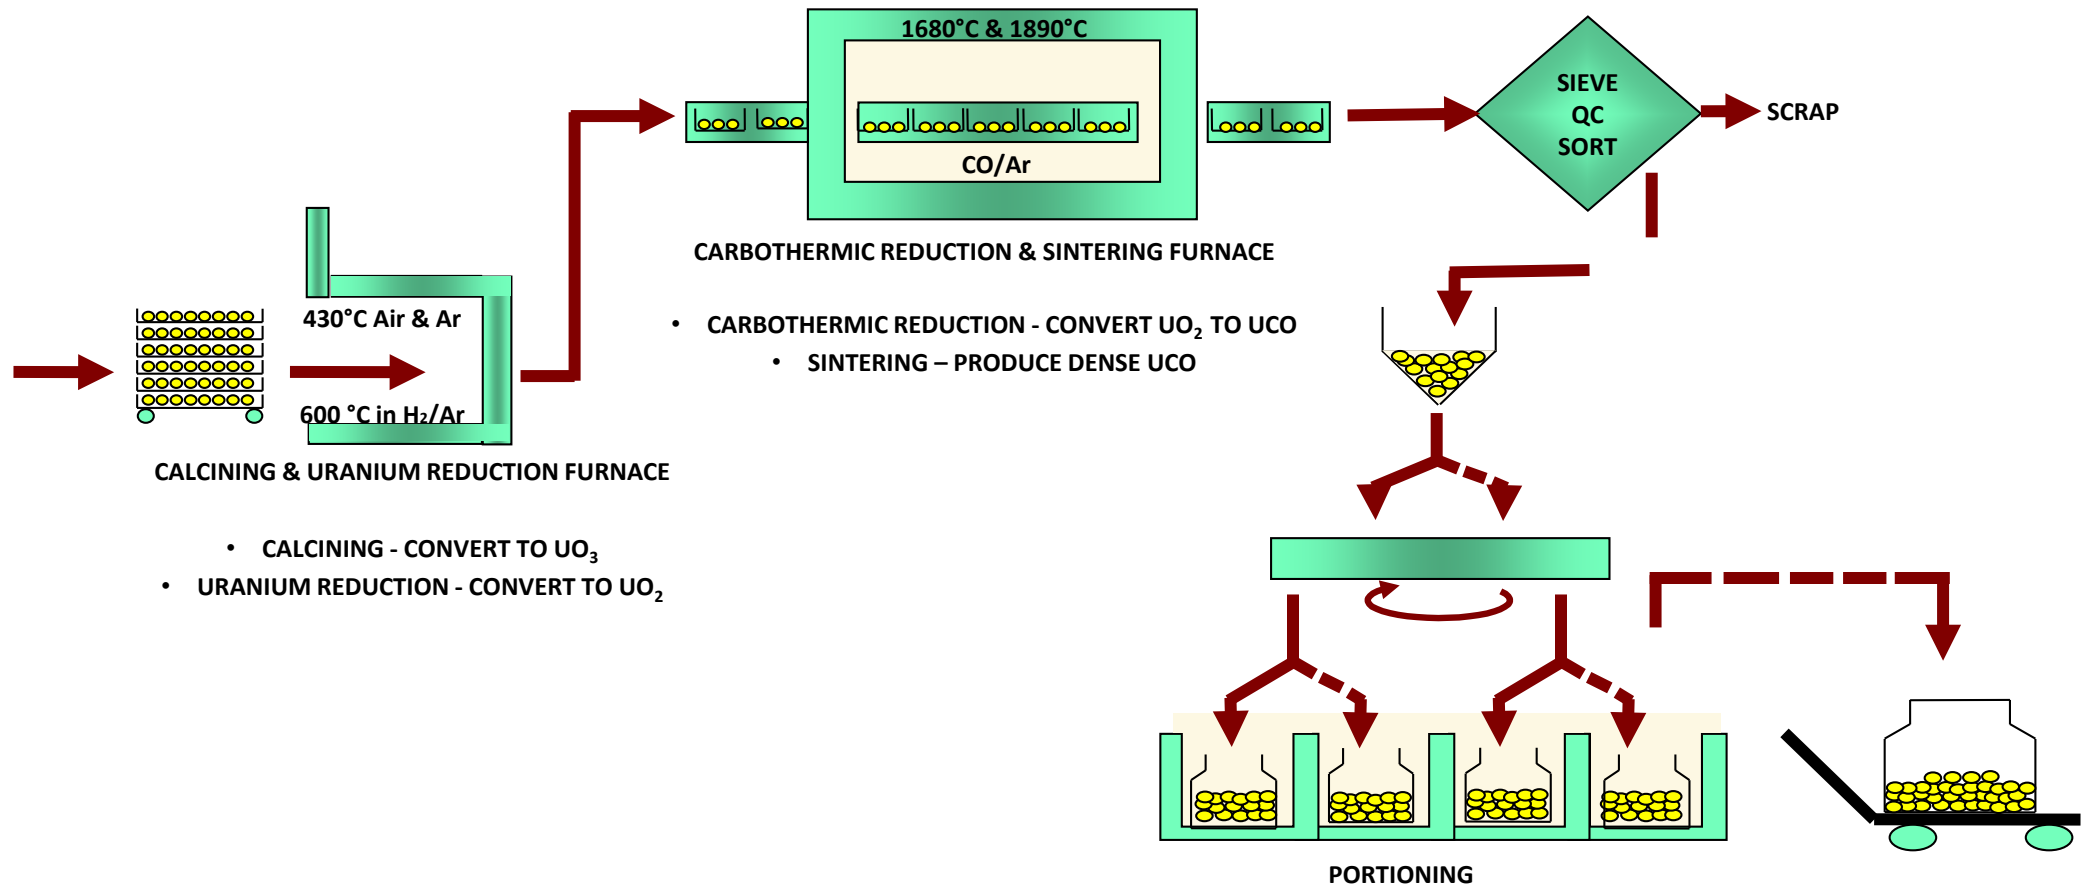 1680°C & 1890°C
CO/Ar
SIEVE
QC
SORT
SCRAP
CARBOTHERMIC REDUCTION & SINTERING FURNACE
• CARBOTHERMIC REDUCTION - CONVERT UO₂ TO UCO
• SINTERING – PRODUCE DENSE UCO
430°C Air & Ar
600 °C in H₂/Ar
CALCINING & URANIUM REDUCTION FURNACE
• CALCINING - CONVERT TO UO₃
• URANIUM REDUCTION - CONVERT TO UO₂
PORTIONING